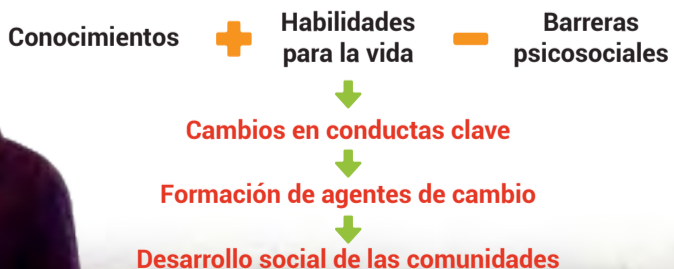 Conocimientos + Habilidades para la vida - Barreras psicosociales
Cambios en conductas clave
Formación de agentes de cambio
Desarrollo social de las comunidades